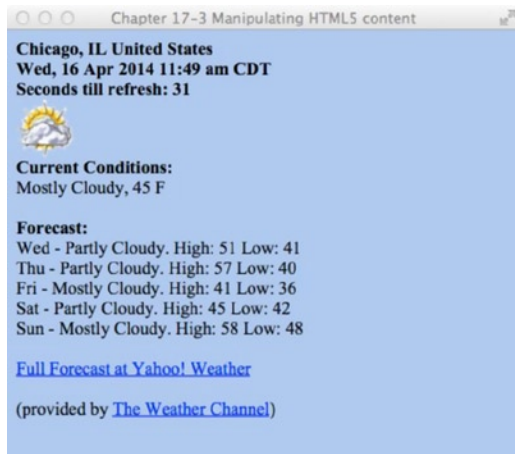 Chapter 17-3 Manipulating HTML5 content
Chicago, IL United States
Wed, 16 Apr 2014 11:49 am CDT
Seconds till refresh: 31
Current Conditions:
Mostly Cloudy, 45 F
Forecast:
Wed - Partly Cloudy. High: 51 Low: 41
Thu - Partly Cloudy. High: 57 Low: 40
Fri - Mostly Cloudy. High: 41 Low: 36
Sat - Partly Cloudy. High: 45 Low: 42
Sun - Mostly Cloudy. High: 58 Low: 48
Full Forecast at Yahoo! Weather
(provided by The Weather Channel)